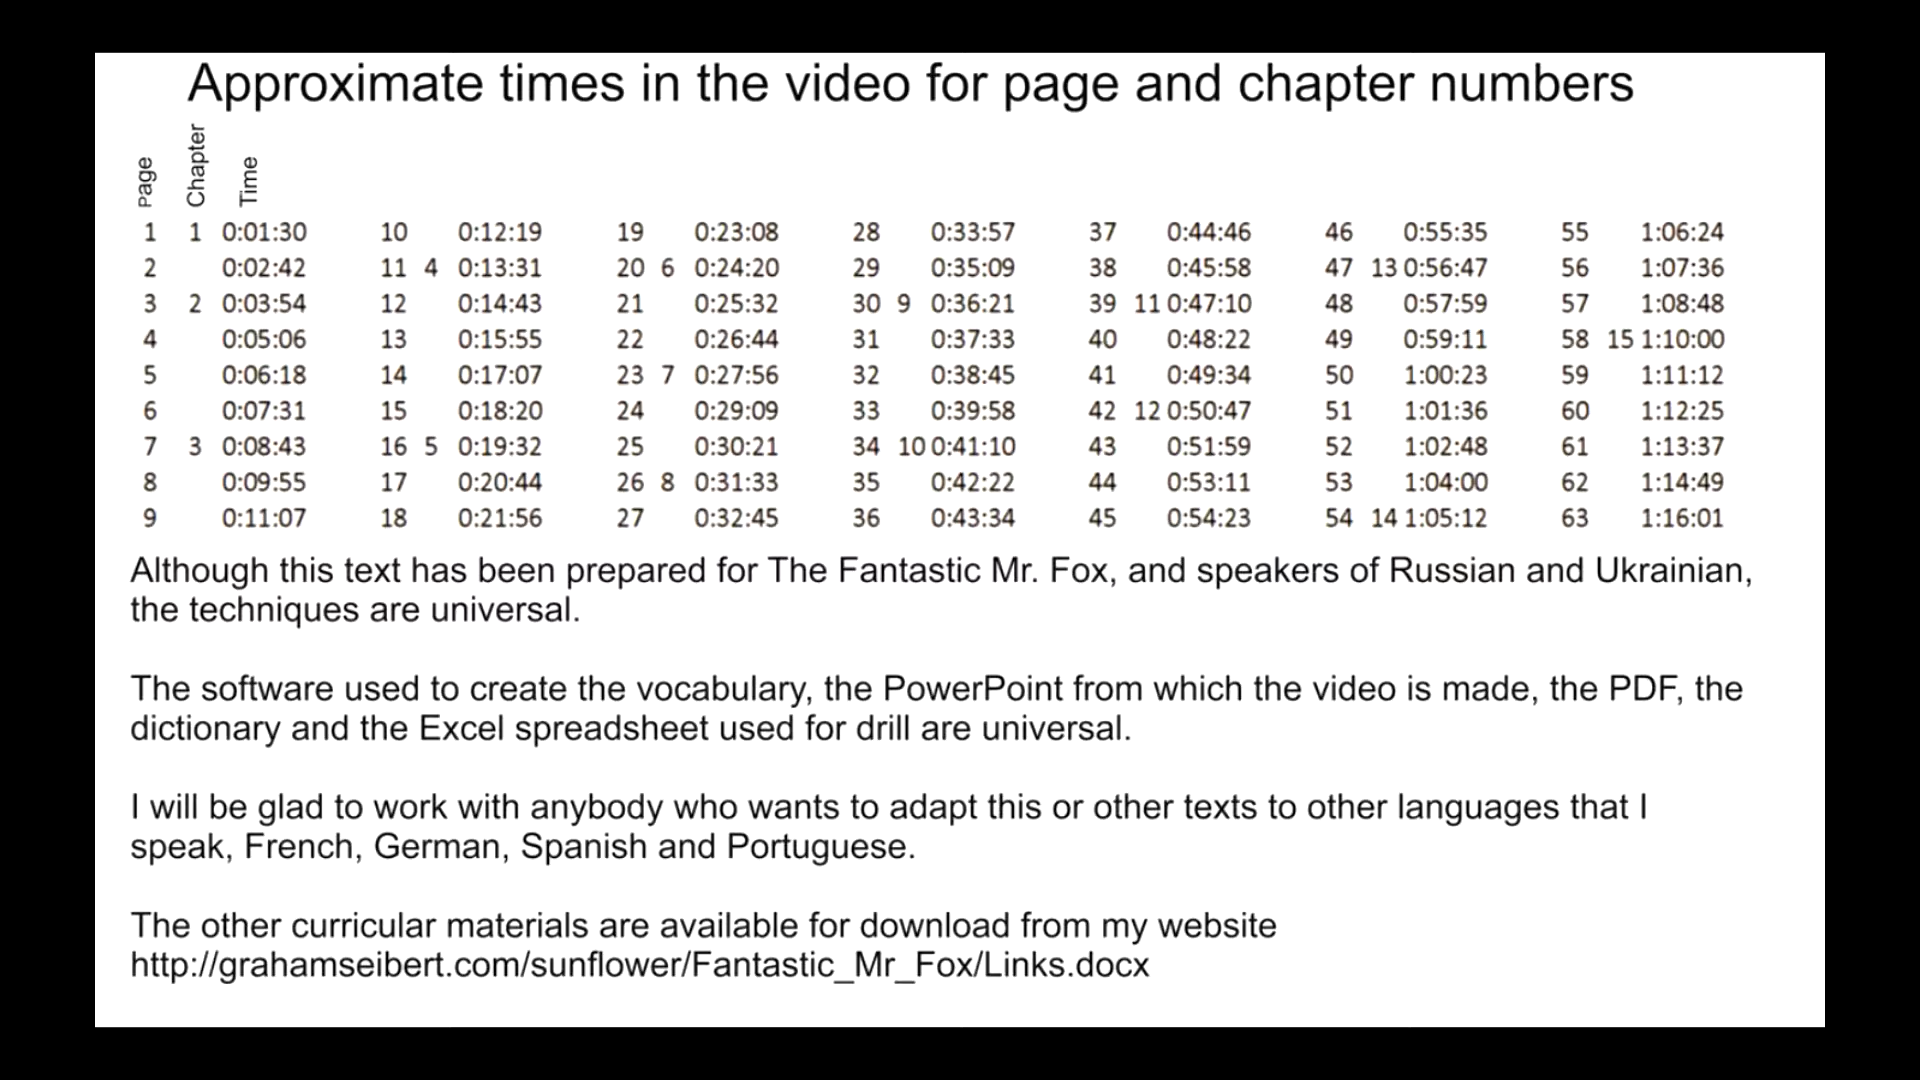 Approximate times in the video for page and chapter numbers
Page Chapter Time
1 1 0:01:30 10 0:12:19 19 0:23:08 28 0:33:57 37 0:44:46 46 0:55:35 55 1:06:24
2 0:02:42 11 4 0:13:31 20 6 0:24:20 29 0:35:09 38 0:45:58 47 13 0:56:47 56 1:07:36
3 2 0:03:54 12 0:14:43 21 0:25:32 30 9 0:36:21 39 11 0:47:10 48 0:57:59 57 1:08:48
4 0:05:06 13 0:15:55 22 0:26:44 31 0:37:33 40 0:48:22 49 0:59:11 58 15 1:10:00
5 0:06:18 14 0:17:07 23 7 0:27:56 32 0:38:45 41 0:49:34 50 1:00:23 59 1:11:12
6 0:07:31 15 0:18:20 24 0:29:09 33 0:39:58 42 12 0:50:47 51 1:01:36 60 1:12:25
7 3 0:08:43 16 5 0:19:32 25 0:30:21 34 10 0:41:10 43 0:51:59 52 1:02:48 61 1:13:37
8 0:09:55 17 0:20:44 26 8 0:31:33 35 0:42:22 44 0:53:11 53 1:04:00 62 1:14:49
9 0:11:07 18 0:21:56 27 0:32:45 36 0:43:34 45 0:54:23 54 14 1:05:12 63 1:16:01
Although this text has been prepared for The Fantastic Mr. Fox, and speakers of Russian and Ukrainian,
the techniques are universal.
The software used to create the vocabulary, the PowerPoint from which the video is made, the PDF, the
dictionary and the Excel spreadsheet used for drill are universal.
I will be glad to work with anybody who wants to adapt this or other texts to other languages that I
speak, French, German, Spanish and Portuguese.
The other curricular materials are available for download from my website
http://grahamseibert.com/sunflower/Fantastic_Mr_Fox/Links.docx